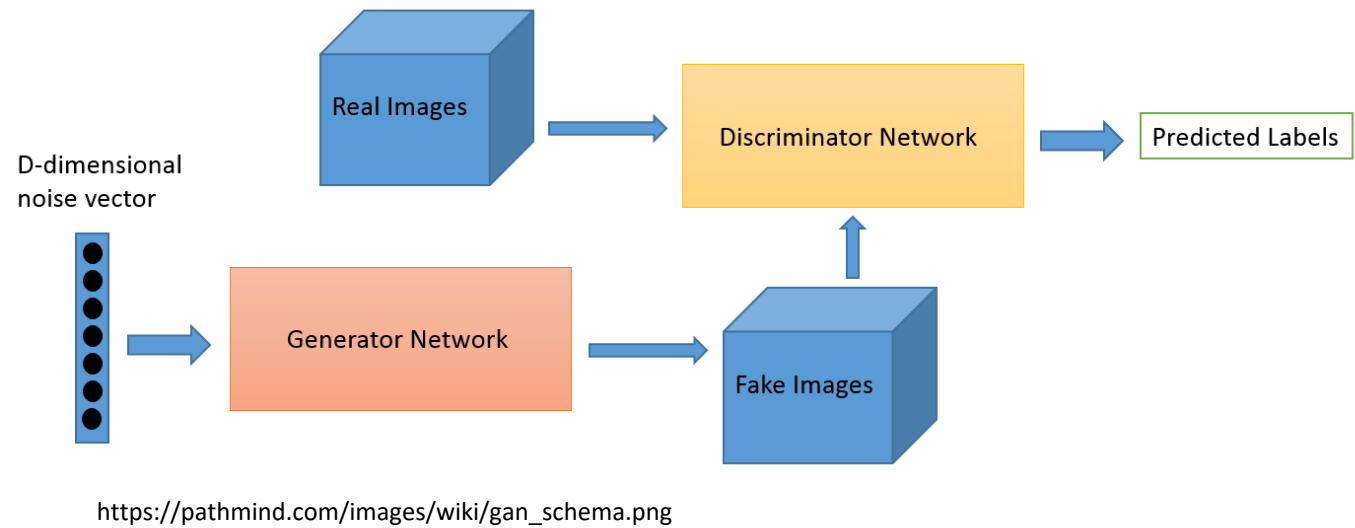 Real Images
Discriminator Network
Predicted Labels
D-dimensional
noise vector
Generator Network
Fake Images
https://pathmind.com/images/wiki/gan_schema.png